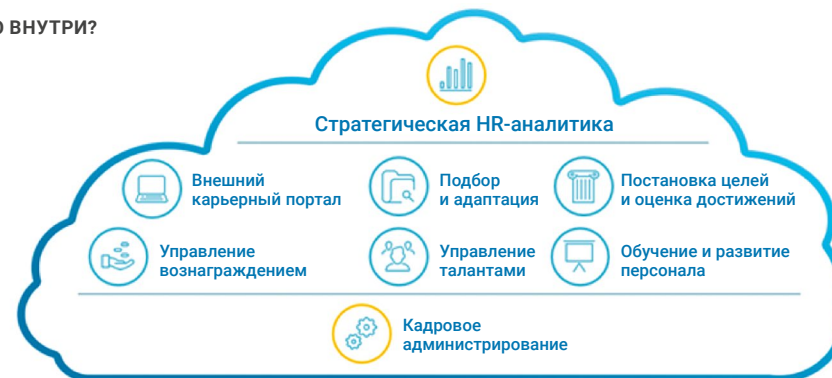 ВНУТРИ?
Стратегическая HR-аналитика
Внешний
карьерный портал
Подбор
и адаптация
Постановка целей
и оценка достижений
Управление
вознаграждением
Управление
талантами
Обучение и развитие
персонала
Кадровое
администрирование